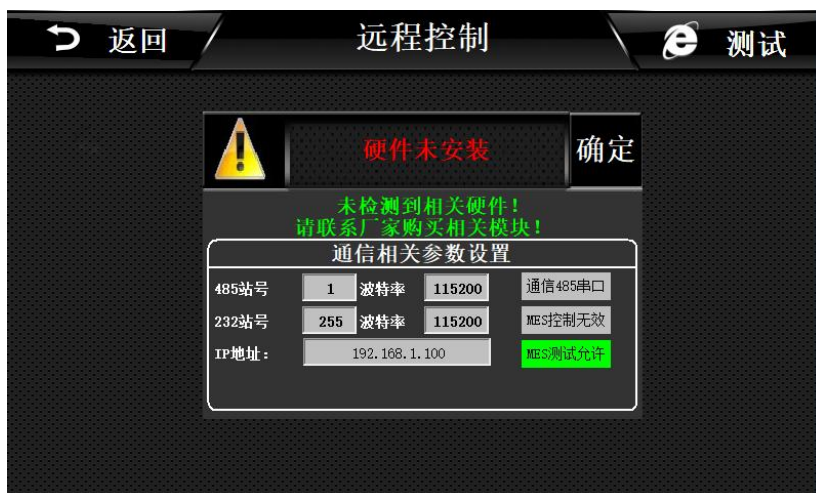 返回 远程控制 测试
硬件未安装 确定
未检测到相关硬件！
请联系厂家购买相关模块！
通信相关参数设置
485站号 1 波特率 115200 通信485串口
232站号 255 波特率 115200 MES控制无效
IP地址： 192.168.1.100 MES测试允许